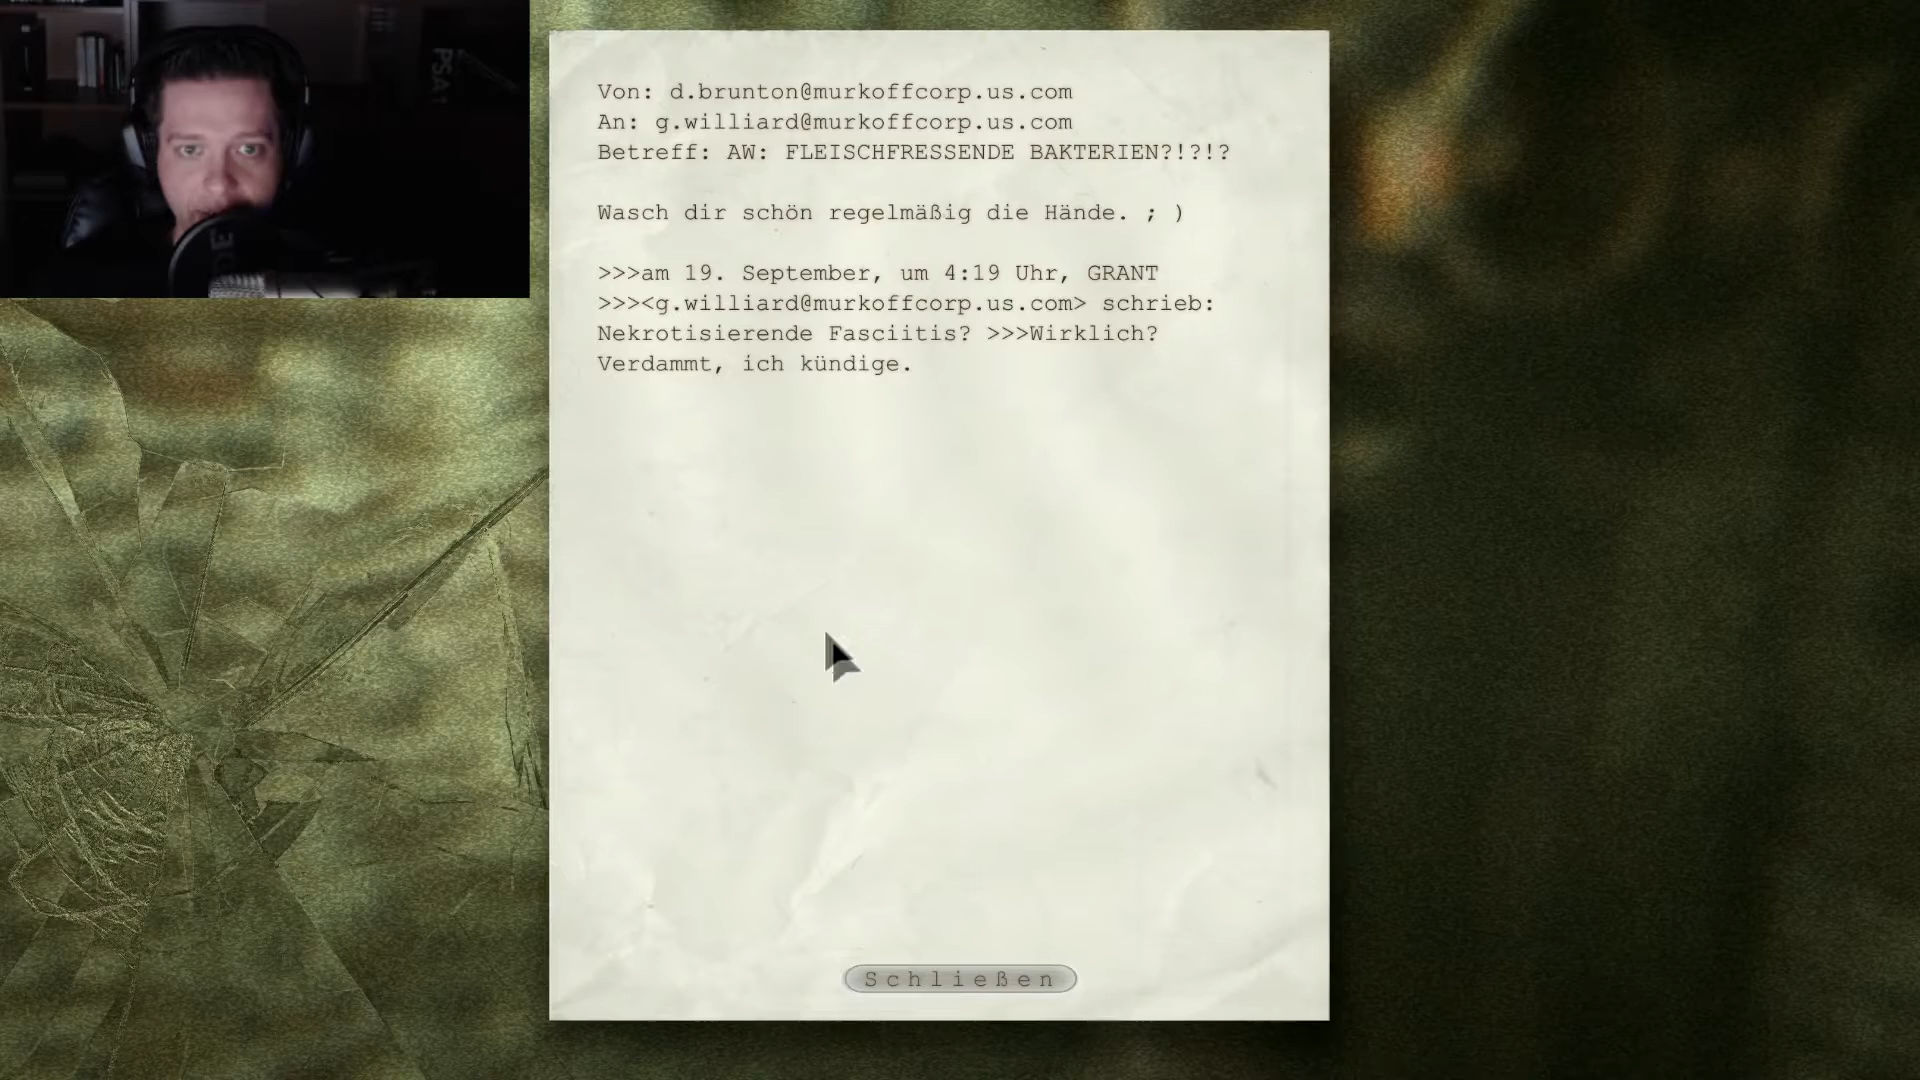 Von: d.brunton@murkoffcorp.us.com
An: g.williard@murkoffcorp.us.com
Betreff: AW: FLEISCHFRESSENDE BAKTERIEN?!?!?
Wasch dir schön regelmäßig die Hände. ; )
>>>am 19. September, um 4:19 Uhr, GRANT
>>><g.williard@murkoffcorp.us.com> schrieb:
Nekrotisierende Fasciitis? >>>Wirklich?
Verdammt, ich kündige.
Schließen